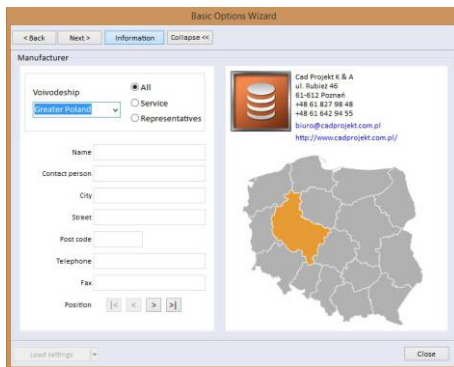 Basic Options Wizard
< Back Next > Information Collapse <<
Manufacturer
Voivodeship
Greater Poland
All
Service
Representatives
Name
Contact person
City
Street
Post code
Telephone
Fax
Position |< < > >|
Cad Projekt K & A
ul. Rubież 46
61-612 Poznań
+48 61 827 98 48
+48 61 642 94 55
biuro@cadprojekt.com.pl
http://www.cadprojekt.com.pl/
Load settings
Close